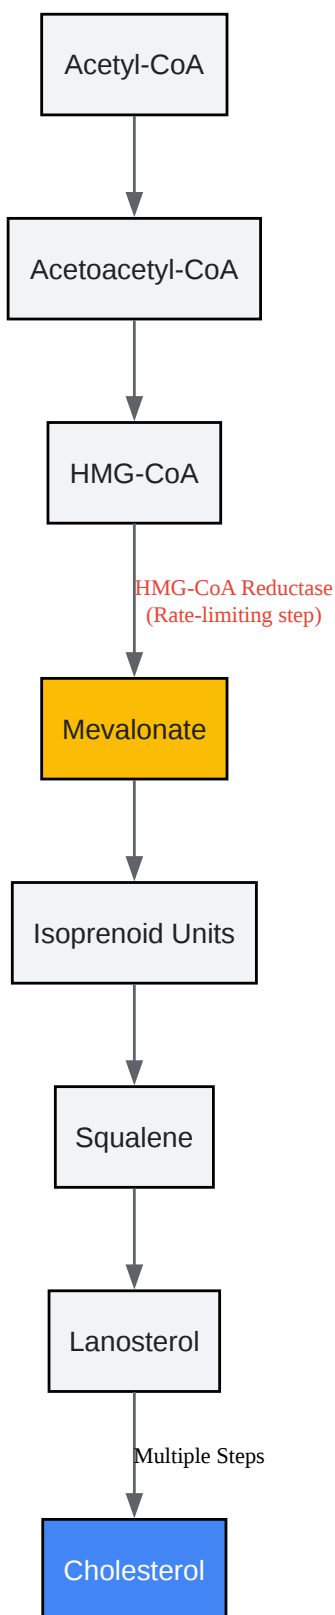 Acetyl-CoA
Acetoacetyl-CoA
HMG-CoA
HMG-CoA Reductase
(Rate-limiting step)
Mevalonate
Isoprenoid Units
Squalene
Lanosterol
Multiple Steps
Cholesterol